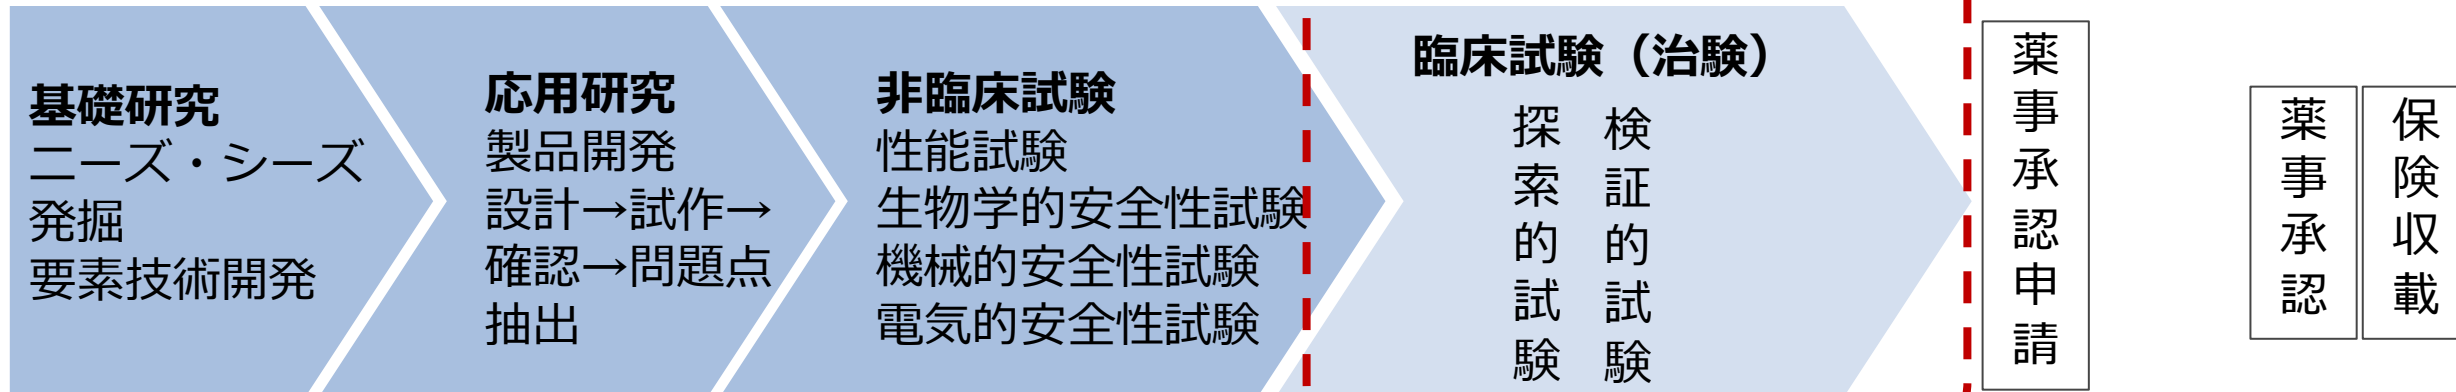 基礎研究
ニーズ・シーズ
発掘
要素技術開発
応用研究
製品開発
設計→試作→
確認→問題点
抽出
非臨床試験
性能試験
生物学的安全性試験
機械的安全性試験
電気的安全性試験
臨床試験（治験）
探索的試験
検証的試験
薬事承認申請
薬事承認
保険収載